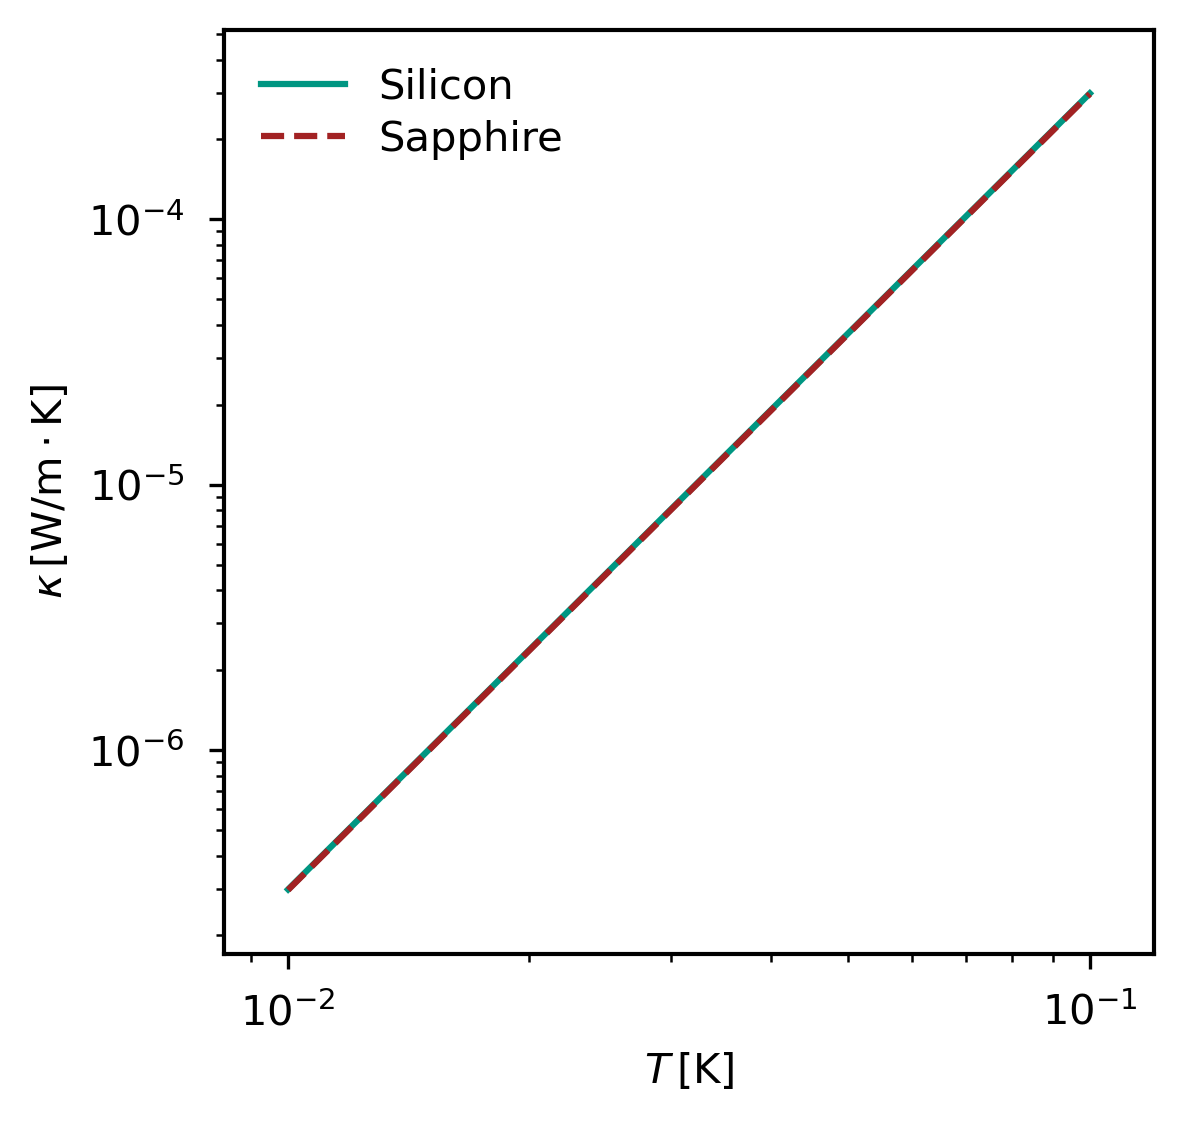 Silicon
Sapphire
10⁻⁴
10⁻⁵
10⁻⁶
κ [W/m · K]
10⁻²
10⁻¹
T [K]